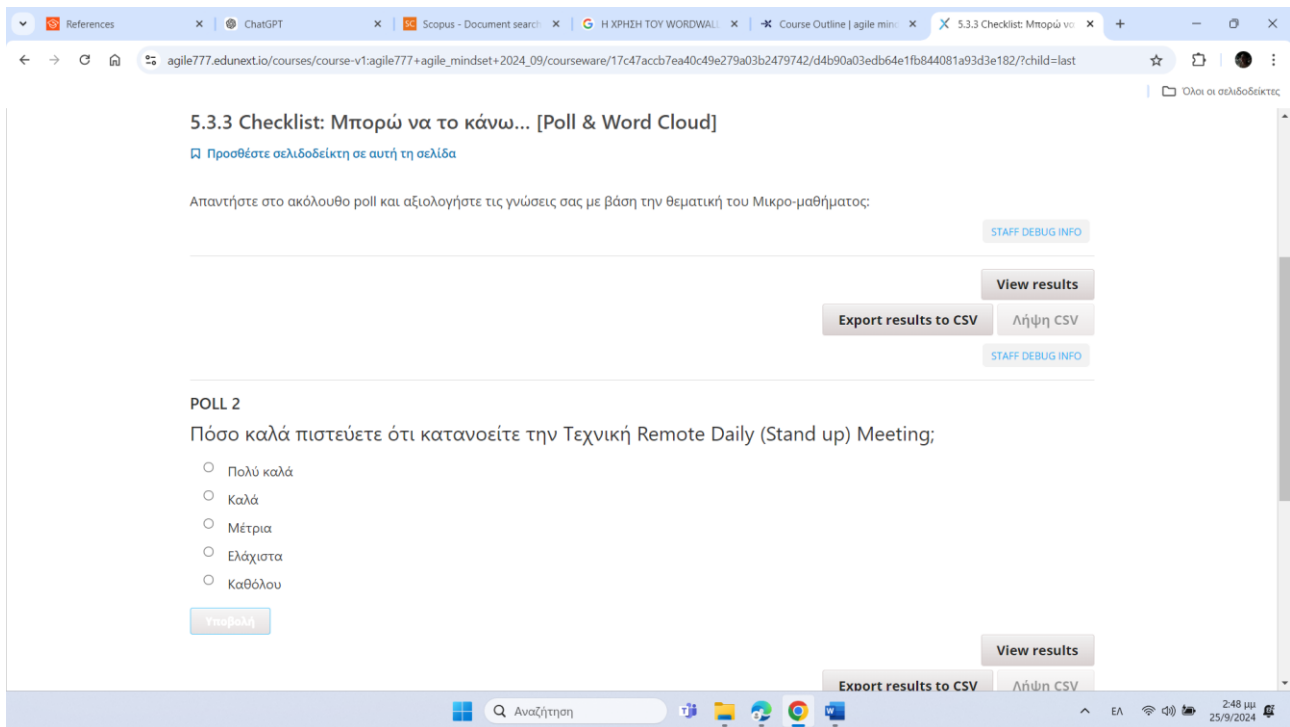 References
ChatGPT
Scopus - Document search
Η ΧΡΗΣΗ ΤΟΥ WORDWALL
Course Outline | agile mind
5.3.3 Checklist: Μπορώ να
agile777.edunext.io/courses/course-v1:agile777+agile_mindset+2024_09/courseware/17c47accb7ea40c49e279a03b2479742/d4b90a03edb64e1fb844081a93d3e182/?child=last
Όλοι οι σελιδοδείκτες
5.3.3 Checklist: Μπορώ να το κάνω... [Poll & Word Cloud]
Προσθέστε σελιδοδείκτη σε αυτή τη σελίδα
Απαντήστε στο ακόλουθο poll και αξιολογήστε τις γνώσεις σας με βάση την θεματική του Μικρο-μαθήματος:
STAFF DEBUG INFO
View results
Export results to CSV Λήψη CSV
STAFF DEBUG INFO
POLL 2
Πόσο καλά πιστεύετε ότι κατανοείτε την Τεχνική Remote Daily (Stand up) Meeting;
Πολύ καλά
Καλά
Μέτρια
Ελάχιστα
Καθόλου
Υποβολή
View results
Export results to CSV Λήψη CSV
Αναζήτηση
ΕΛ
2:48 μμ
25/9/2024